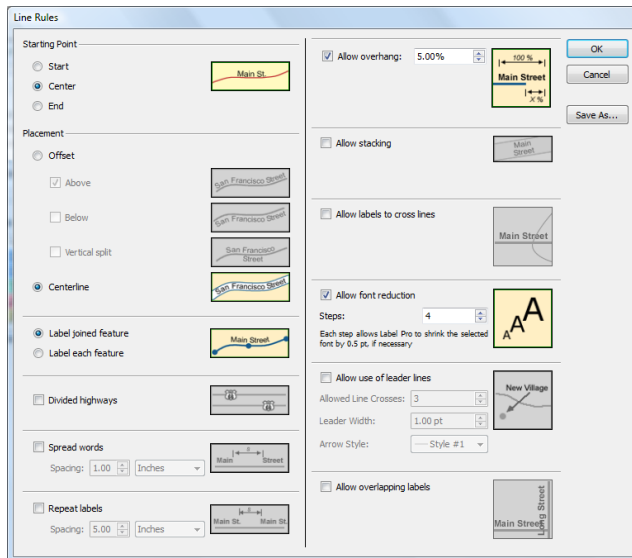 Line Rules
Starting Point
Start
Center
End
Main St.
Placement
Offset
Above
San Francisco Street
Below
San Francisco Street
Vertical split
San Francisco
Street
Centerline
San Francisco Street
Label joined feature
Label each feature
Main Street
Divided highways
Spread words
Spacing: 1.00 Inches
Main Street
Repeat labels
Spacing: 5.00 Inches
Main St. Main St.
Allow overhang: 5.00%
100 %
Main Street
X %
Allow stacking
Main
Street
Allow labels to cross lines
Main Street
Allow font reduction
Steps: 4
Each step allows Label Pro to shrink the selected
font by 0.5 pt, if necessary
AAA
Allow use of leader lines
Allowed Line Crosses: 3
Leader Width: 1.00 pt
Arrow Style: Style #1
New Village
Allow overlapping labels
Main Street
Long Street
OK
Cancel
Save As...